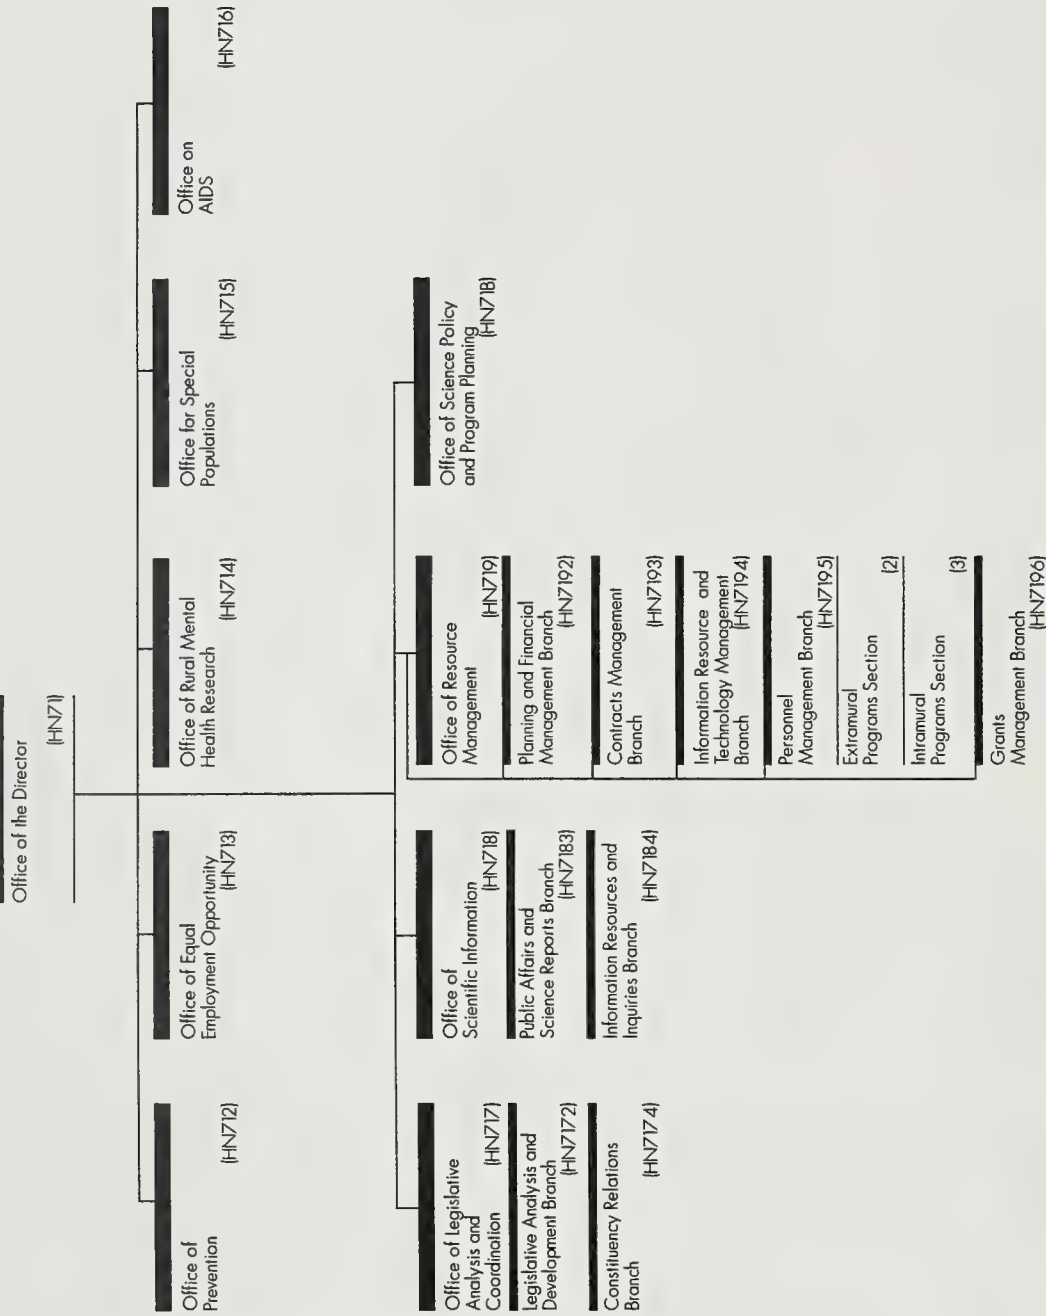 Office of the Director
(HN71)
Office of
Prevention
(HN712)
Office of Equal
Employment Opportunity
(HN713)
Office of Rural Mental
Health Research
(HN714)
Office for Special
Populations
(HN715)
Office on
AIDS
(HN716)
Office of Legislative
Analysis and
Coordination
(HN717)
Legislative Analysis and
Development Branch
(HN7172)
Constituency Relations
Branch
(HN7174)
Office of
Scientific Information
(HN718)
Public Affairs and
Science Reports Branch
(HN7183)
Information Resources and
Inquiries Branch
(HN7184)
Office of Resource
Management
(HN719)
Planning and Financial
Management Branch
(HN7192)
Contracts Management
Branch
(HN7193)
Information Resource and
Technology Management
Branch
(HN7194)
Personnel
Management Branch
(HN7195)
Extramural
Programs Section
(2)
Intramural
Programs Section
(3)
Grants
Management Branch
(HN7196)
Office of Science Policy
and Program Planning
(HN71B)